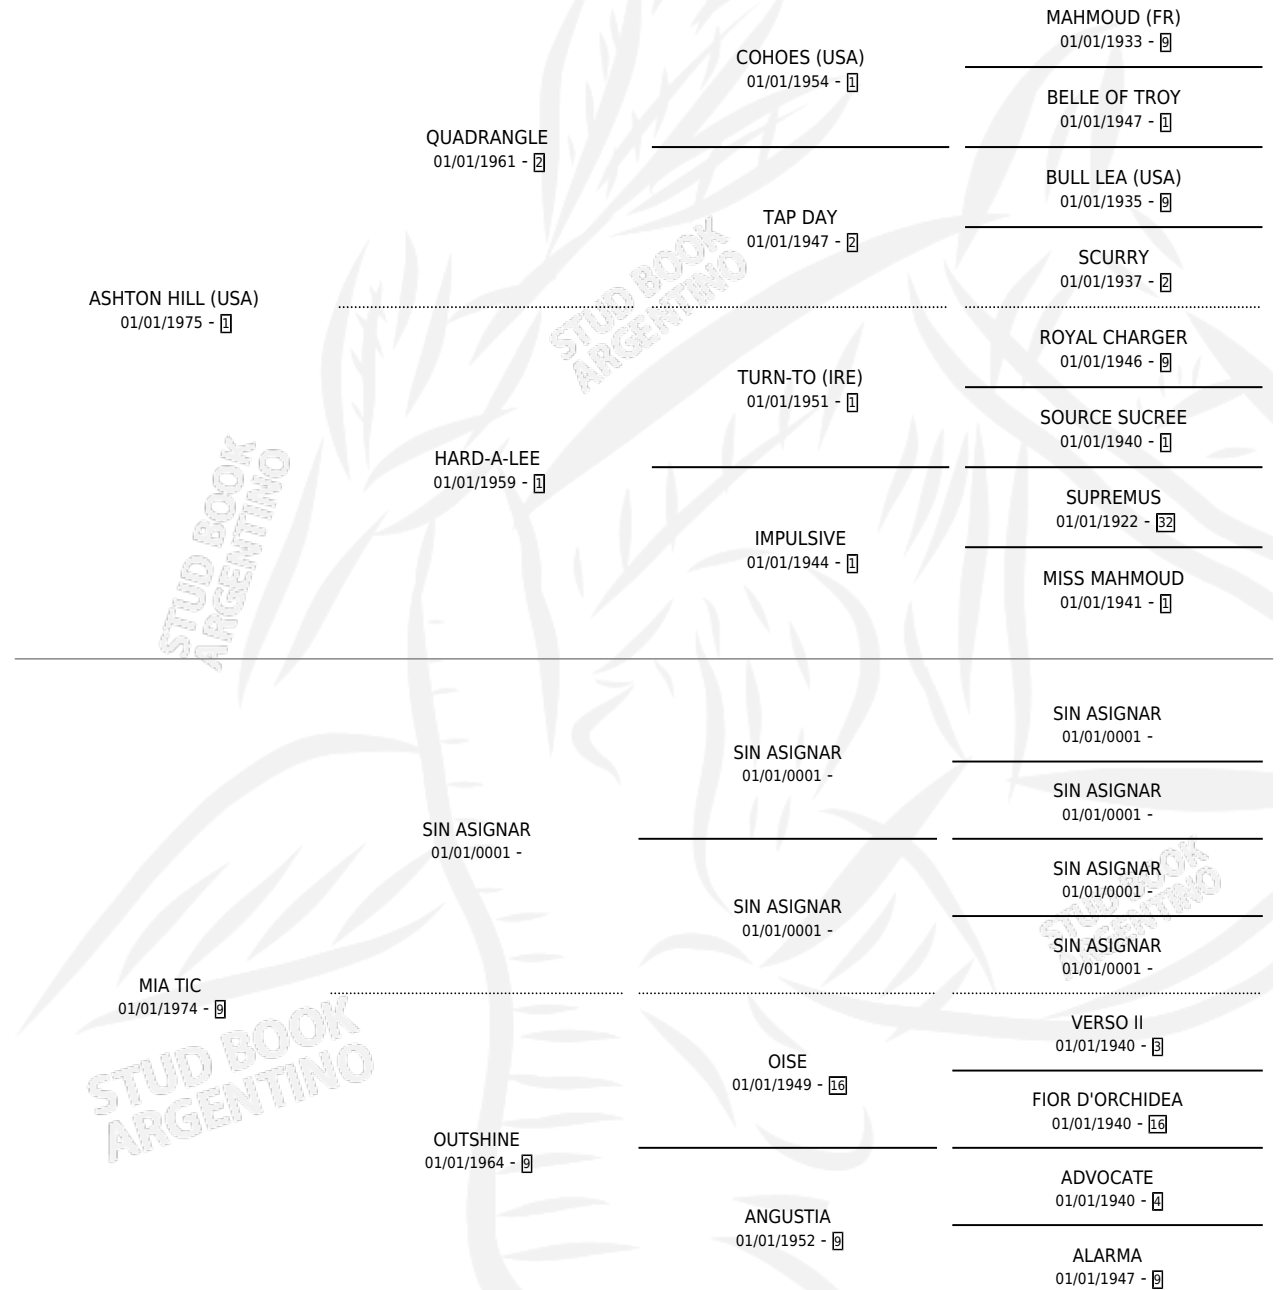 MAHMOUD (FR)
01/01/1933 - 9
COHOES (USA)
01/01/1954 - 1
BELLE OF TROY
01/01/1947 - 1
QUADRANGLE
01/01/1961 - 2
BULL LEA (USA)
01/01/1935 - 9
TAP DAY
01/01/1947 - 2
SCURRY
01/01/1937 - 2
ASHTON HILL (USA)
01/01/1975 - 1
ROYAL CHARGER
01/01/1946 - 9
TURN-TO (IRE)
01/01/1951 - 1
SOURCE SUCREE
01/01/1940 - 1
HARD-A-LEE
01/01/1959 - 1
SUPREMUS
01/01/1922 - 32
IMPULSIVE
01/01/1944 - 1
MISS MAHMOUD
01/01/1941 - 1
SIN ASIGNAR
01/01/0001 -
SIN ASIGNAR
01/01/0001 -
SIN ASIGNAR
01/01/0001 -
SIN ASIGNAR
01/01/0001 -
SIN ASIGNAR
01/01/0001 -
SIN ASIGNAR
01/01/0001 -
SIN ASIGNAR
01/01/0001 -
MIA TIC
01/01/1974 - 9
VERSO II
01/01/1940 - 3
OISE
01/01/1949 - 16
FIOR D'ORCHIDEA
01/01/1940 - 16
OUTSHINE
01/01/1964 - 9
ADVOCATE
01/01/1940 - 4
ANGUSTIA
01/01/1952 - 9
ALARMA
01/01/1947 - 9
STUD BOOK
ARGENTINO
STUD BOOK
ARGENTINO
STUD BOOK
ARGENTINO
STUD BOOK
ARGENTINO